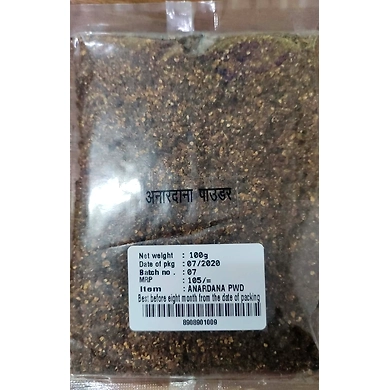 अनारदाना पाउडर
Net weight : 100g
Date of pkg : 07/2020
Batch no . : 07
MRP : 105/=
Item : ANARDANA PWD
Best before eight month from the date of packing
8908901609